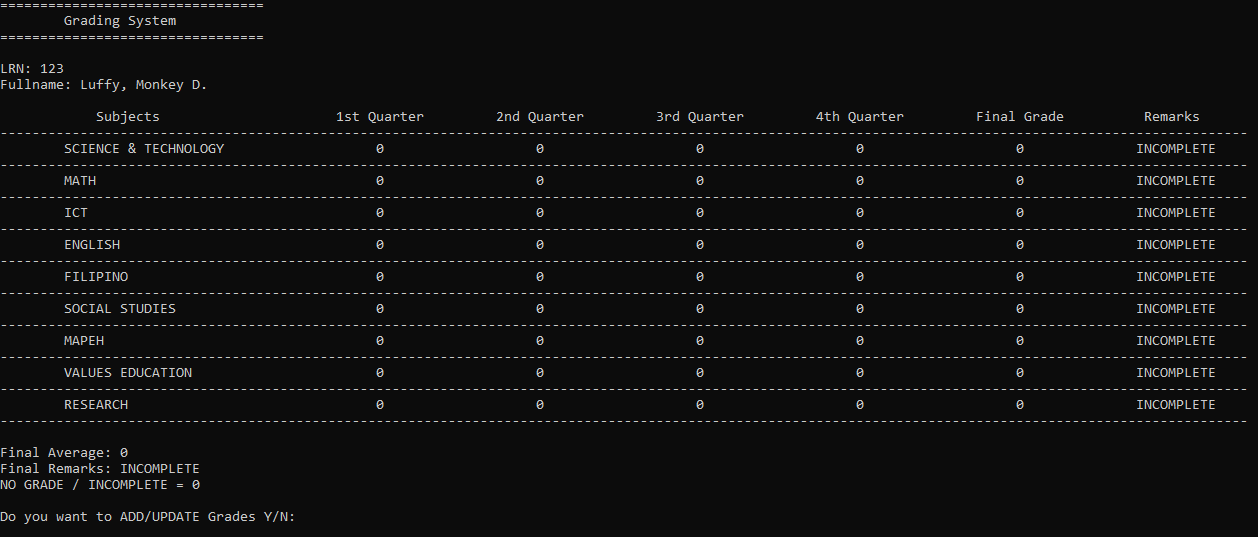 =================================
Grading System
=================================
LRN: 123
Fullname: Luffy, Monkey D.
Subjects 1st Quarter 2nd Quarter 3rd Quarter 4th Quarter Final Grade Remarks
------------------------------------------------------------------------------------------------------------------------------------------------------------
SCIENCE & TECHNOLOGY 0 0 0 0 0 INCOMPLETE
------------------------------------------------------------------------------------------------------------------------------------------------------------
MATH 0 0 0 0 0 INCOMPLETE
------------------------------------------------------------------------------------------------------------------------------------------------------------
ICT 0 0 0 0 0 INCOMPLETE
------------------------------------------------------------------------------------------------------------------------------------------------------------
ENGLISH 0 0 0 0 0 INCOMPLETE
------------------------------------------------------------------------------------------------------------------------------------------------------------
FILIPINO 0 0 0 0 0 INCOMPLETE
------------------------------------------------------------------------------------------------------------------------------------------------------------
SOCIAL STUDIES 0 0 0 0 0 INCOMPLETE
------------------------------------------------------------------------------------------------------------------------------------------------------------
MAPEH 0 0 0 0 0 INCOMPLETE
------------------------------------------------------------------------------------------------------------------------------------------------------------
VALUES EDUCATION 0 0 0 0 0 INCOMPLETE
------------------------------------------------------------------------------------------------------------------------------------------------------------
RESEARCH 0 0 0 0 0 INCOMPLETE
------------------------------------------------------------------------------------------------------------------------------------------------------------
Final Average: 0
Final Remarks: INCOMPLETE
NO GRADE / INCOMPLETE = 0
Do you want to ADD/UPDATE Grades Y/N: